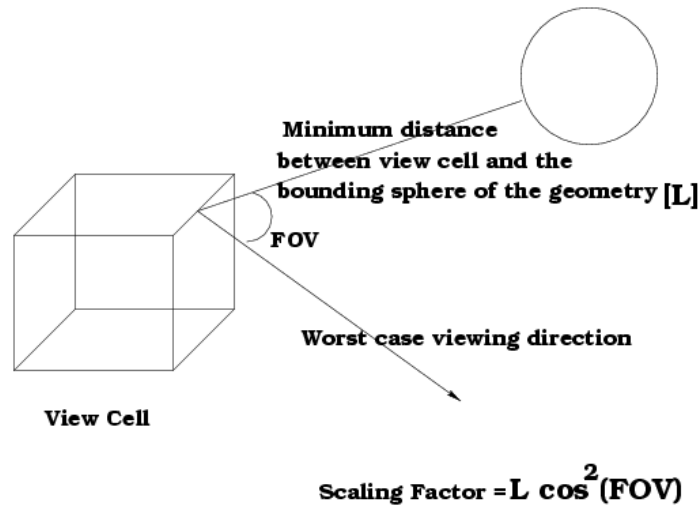 Minimum distance
between view cell and the
bounding sphere of the geometry [L]
FOV
Worst case viewing direction
View Cell
Scaling Factor = L cos²(FOV)